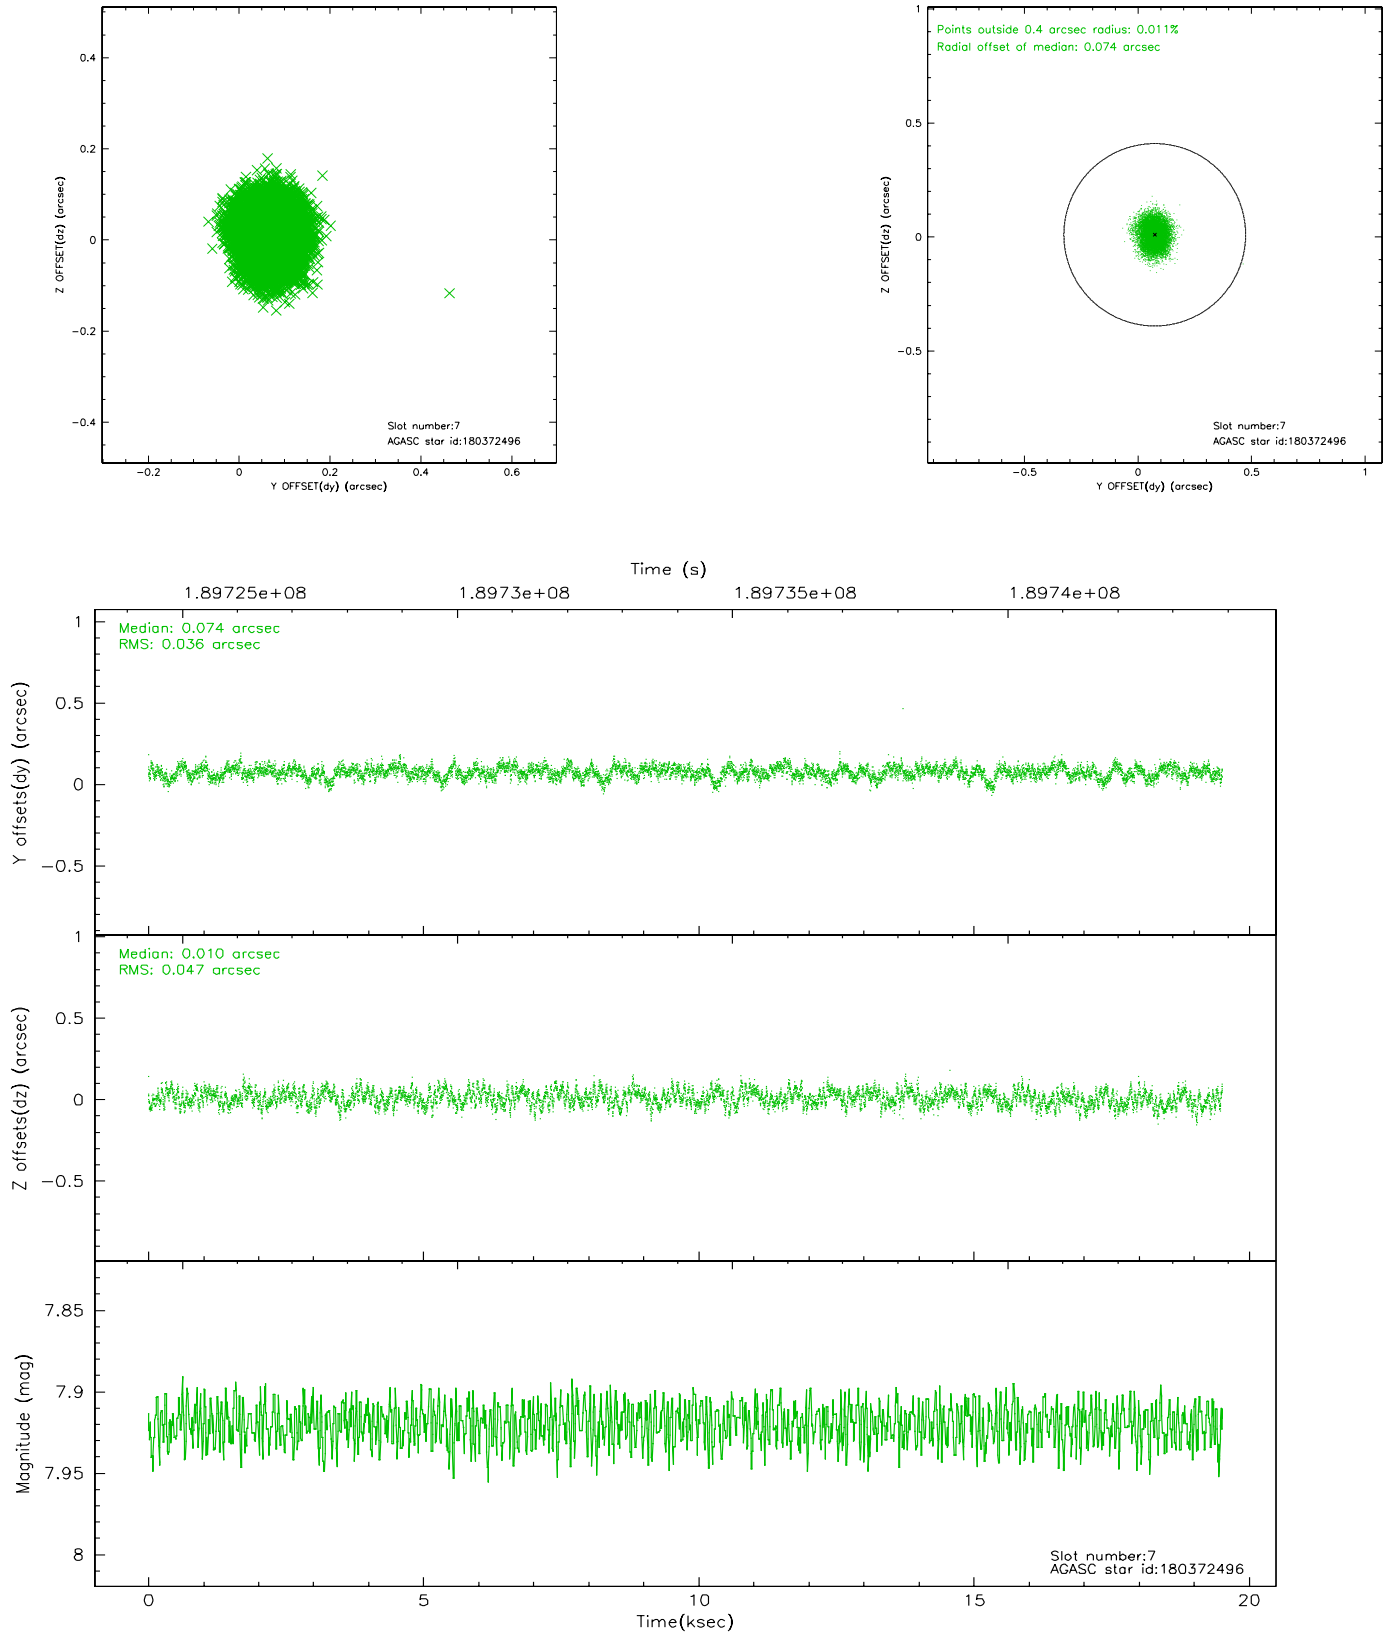 0.4
0.2
0
-0.2
-0.4
Z OFFSET(dz) (arcsec)
Slot number:7
AGASC star id:180372496
-0.2 0 0.2 0.4 0.6
Y OFFSET(dy) (arcsec)
Points outside 0.4 arcsec radius: 0.011%
Radial offset of median: 0.074 arcsec
1
0.5
0
-0.5
Z OFFSET(dz) (arcsec)
Slot number:7
AGASC star id:180372496
-0.5 0 0.5 1
Y OFFSET(dy) (arcsec)
Time (s)
1.89725e+08 1.8973e+08 1.89735e+08 1.8974e+08
Median: 0.074 arcsec
RMS: 0.036 arcsec
1
0.5
0
-0.5
Y offsets(dy) (arcsec)
Median: 0.010 arcsec
RMS: 0.047 arcsec
1
0.5
0
-0.5
Z offsets(dz) (arcsec)
7.85
7.9
7.95
8
Magnitude (mag)
Slot number:7
AGASC star id:180372496
0 5 10 15 20
Time(ksec)